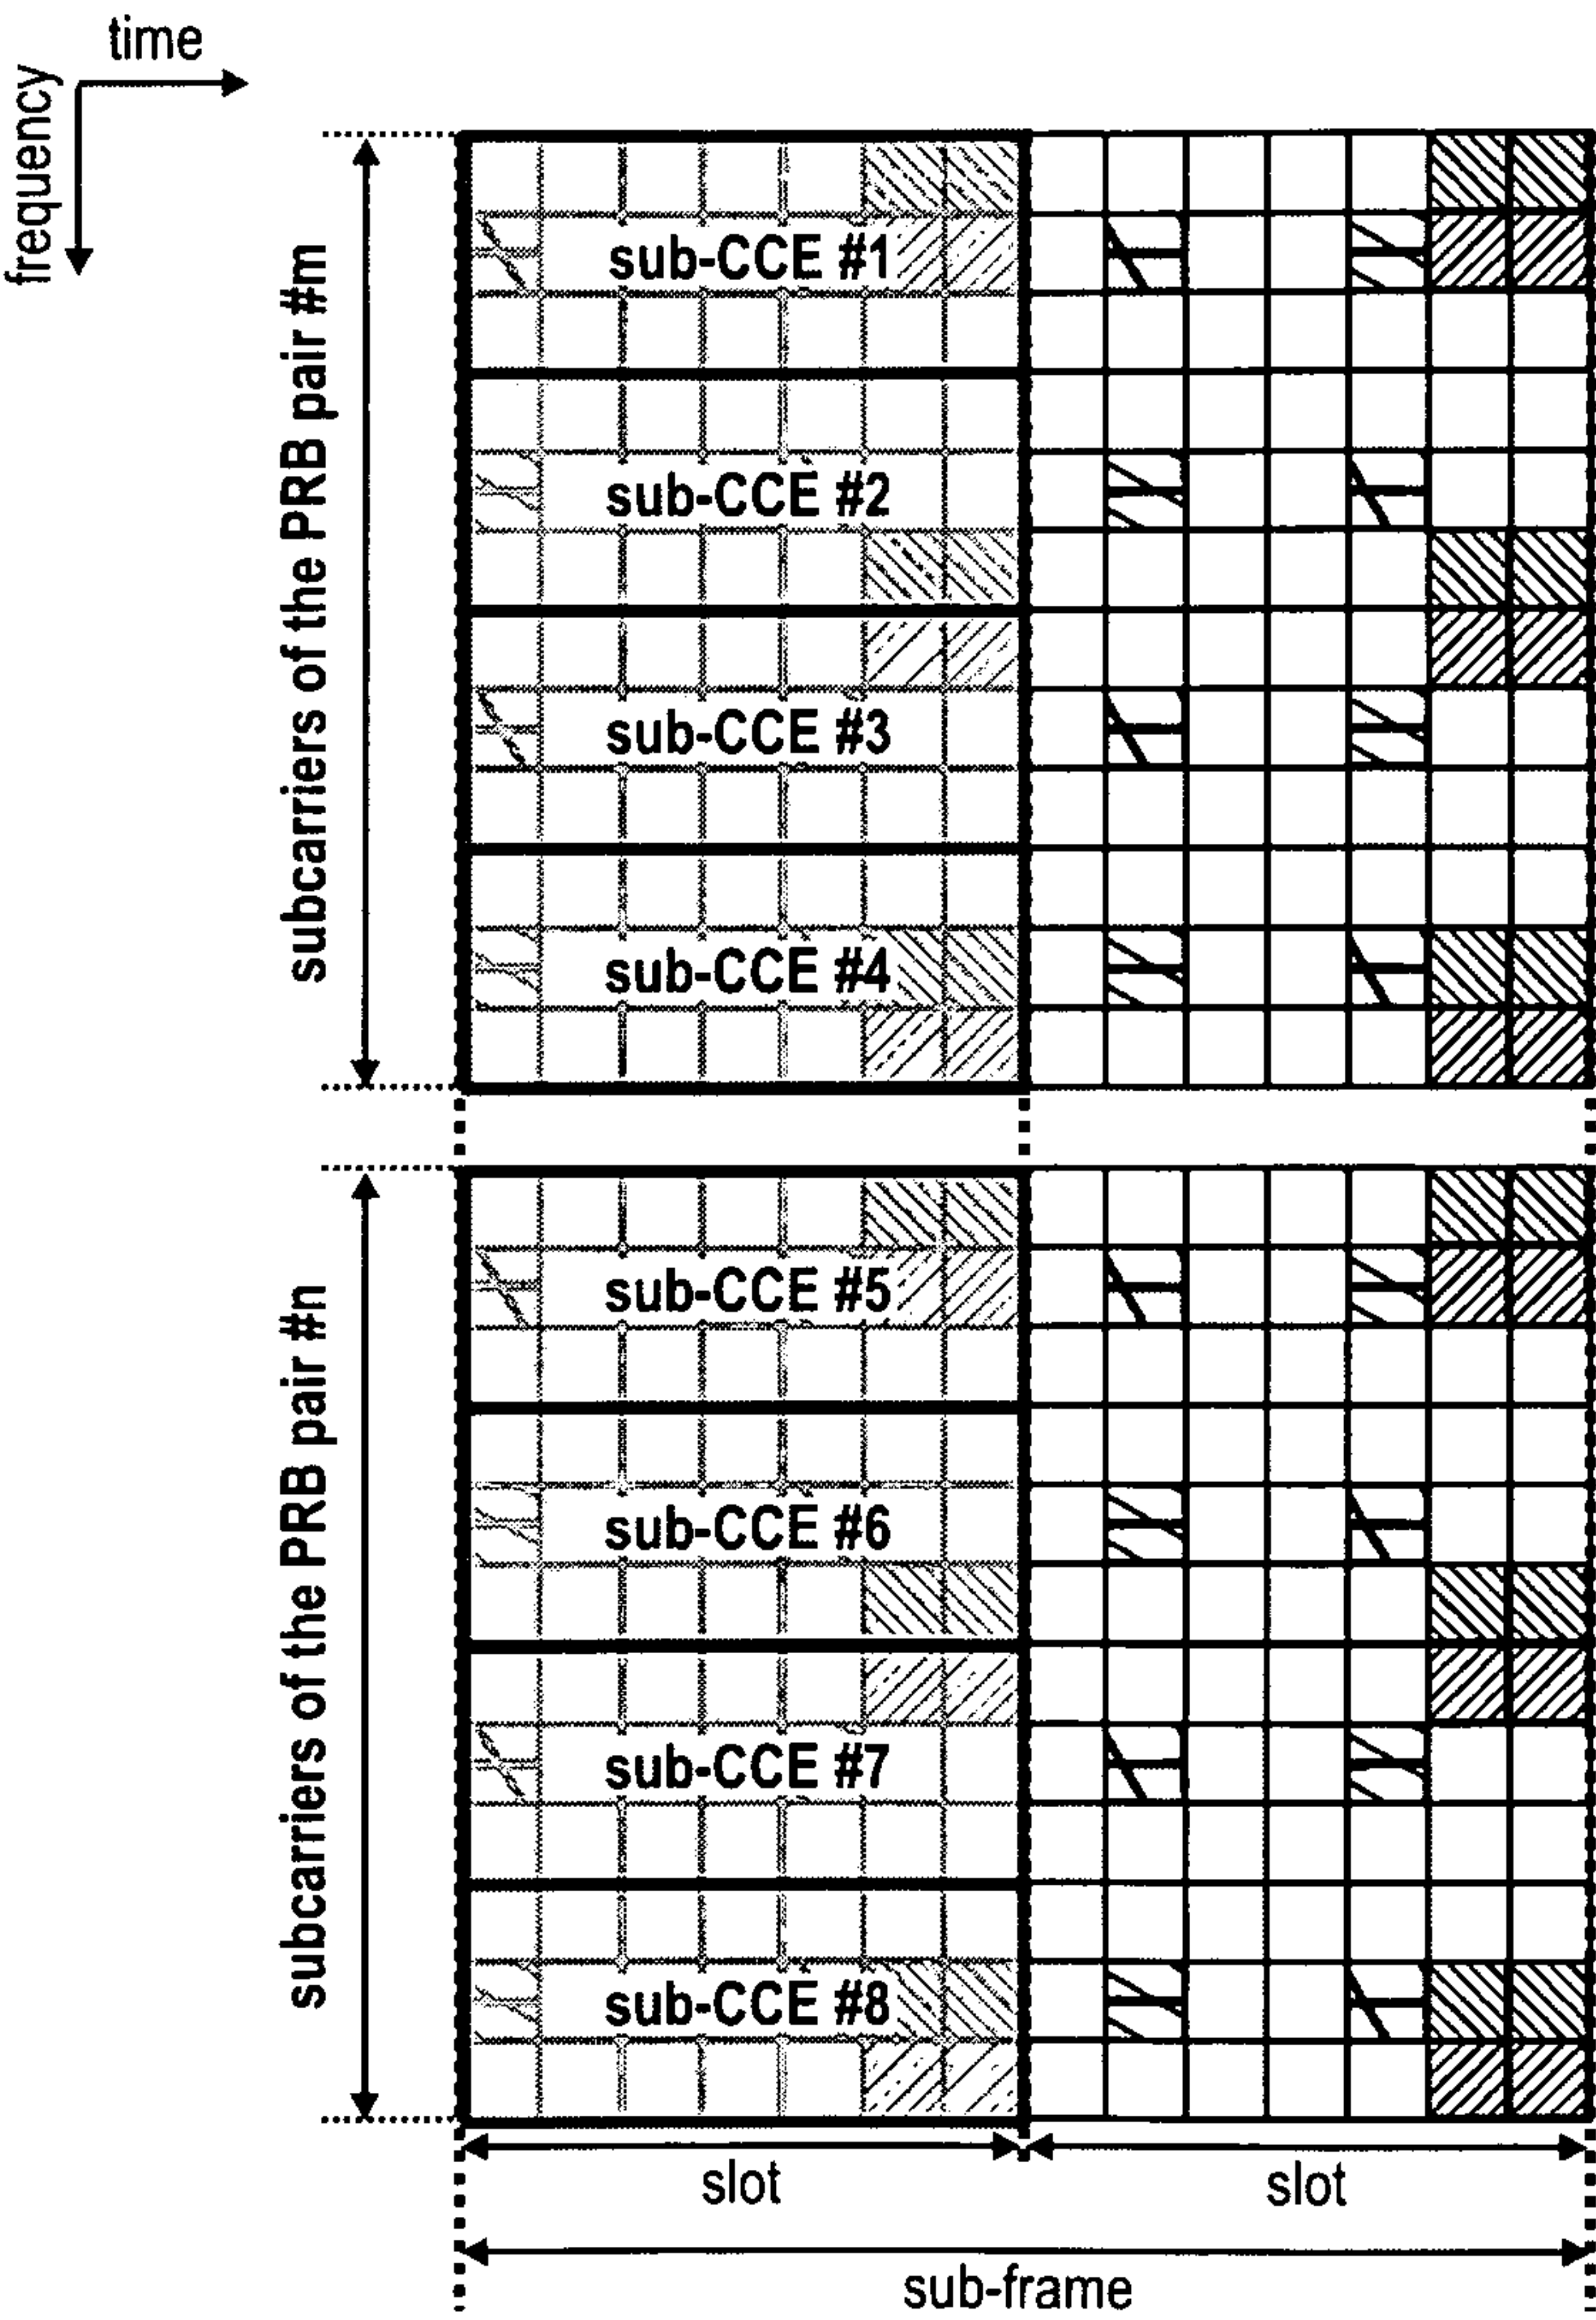 time
frequency
subcarriers of the PRB pair #m
sub-CCE #1
sub-CCE #2
sub-CCE #3
sub-CCE #4
subcarriers of the PRB pair #n
sub-CCE #5
sub-CCE #6
sub-CCE #7
sub-CCE #8
slot
slot
sub-frame